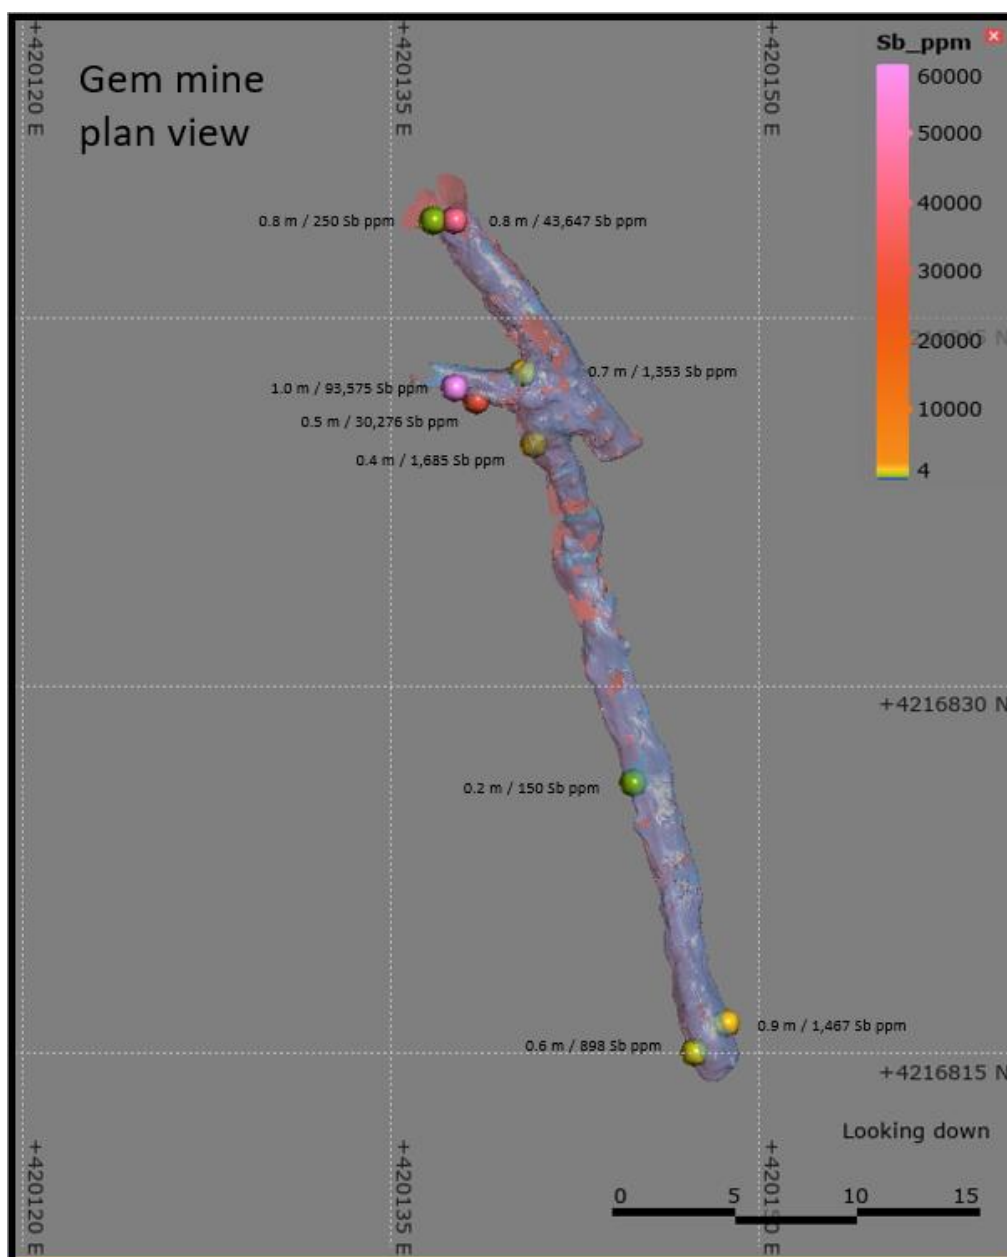 +420120 E
+420135 E
+420150 E
Gem mine
plan view
Sb_ppm
60000
50000
40000
30000
20000
10000
4
0.8 m / 250 Sb ppm
0.8 m / 43,647 Sb ppm
0.7 m / 1,353 Sb ppm
1.0 m / 93,575 Sb ppm
0.5 m / 30,276 Sb ppm
0.4 m / 1,685 Sb ppm
+4216830 N
0.2 m / 150 Sb ppm
0.9 m / 1,467 Sb ppm
0.6 m / 898 Sb ppm
+4216815 N
Looking down
0 5 10 15
+420120 E
+420135 E
+420150 E